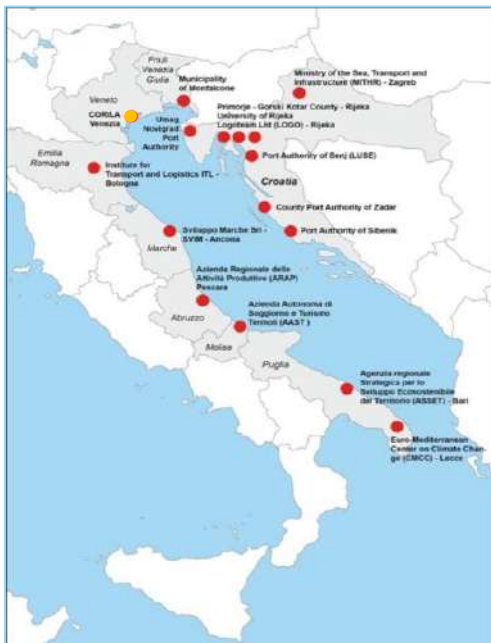 Friuli
Venezia
Giulia
Municipality
of Monfalcone
Ministry of the Sea, Transport and
Infrastructure (MITHR) - Zagreb
Veneto
CORILA
Venezia
Umag
Novigrad
Port
Authority
Primorje - Gorski Kotar County - Rijeka
University of Rijeka
Logoteam Ltd (LOGO) - Rijeka
Emilia
Romagna
Institute for
Transport and Logistics ITL -
Bologna
Port Authority of Senj (LUSE)
Croatia
County Port Authority of Zadar
Port Authority of Sibenik
Sviluppo Marche Srl -
SVIM - Ancona
Marche
Azienda Regionale delle
Attività Produttive (ARAP)
Pescara
Abruzzo
Azienda Autonoma di
Soggiorno e Turismo
Termoli (AAST )
Molise
Puglia
Agenzia regionale
Strategica per lo
Sviluppo Ecosostenibile
del Territorio (ASSET) - Bari
Euro-Mediterranean
Center on Climate Chan-
ge (CMCC) - Lecce